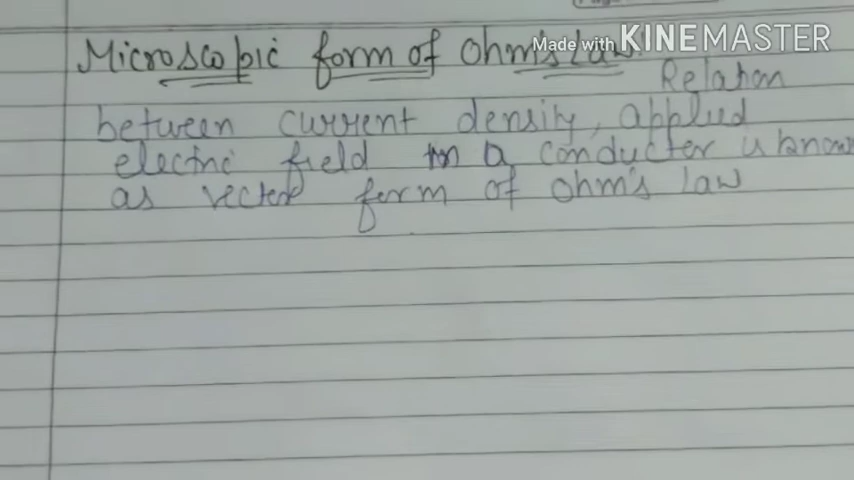 Microscopic form of Ohm's law
Made with KINEMASTER
Relation
between current density, applied
electric field in a conductor is known
as vector form of ohm's law